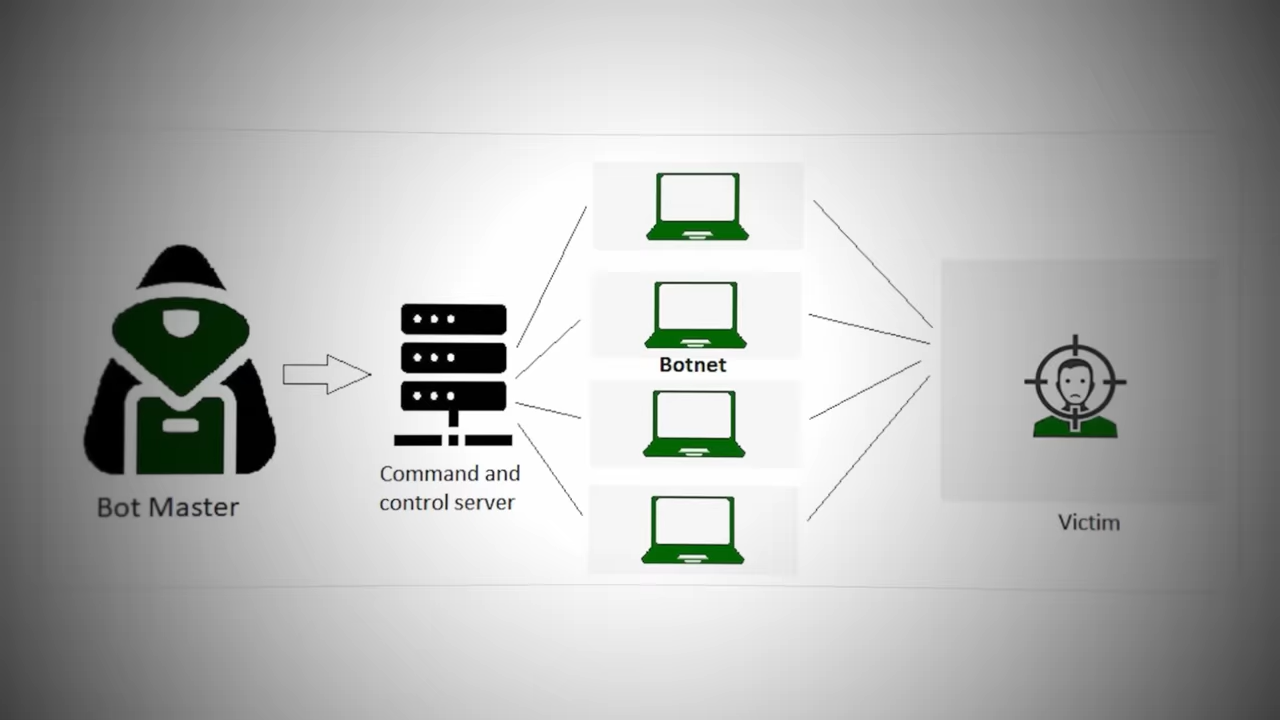 Bot Master
Command and
control server
Botnet
Victim